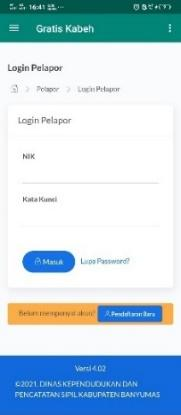 16:41
Gratis Kabeh
Login Pelapor
Pelapor > Login Pelapor
Login Pelapor
NIK
Kata Kunci
Masuk Lupa Password?
Belum mempunyai akun? Pendaftaran Baru
Versi 4.02
©2021. DINAS KEPENDUDUKAN DAN
PENCATATAN SIPIL KABUPATEN BANYUMAS